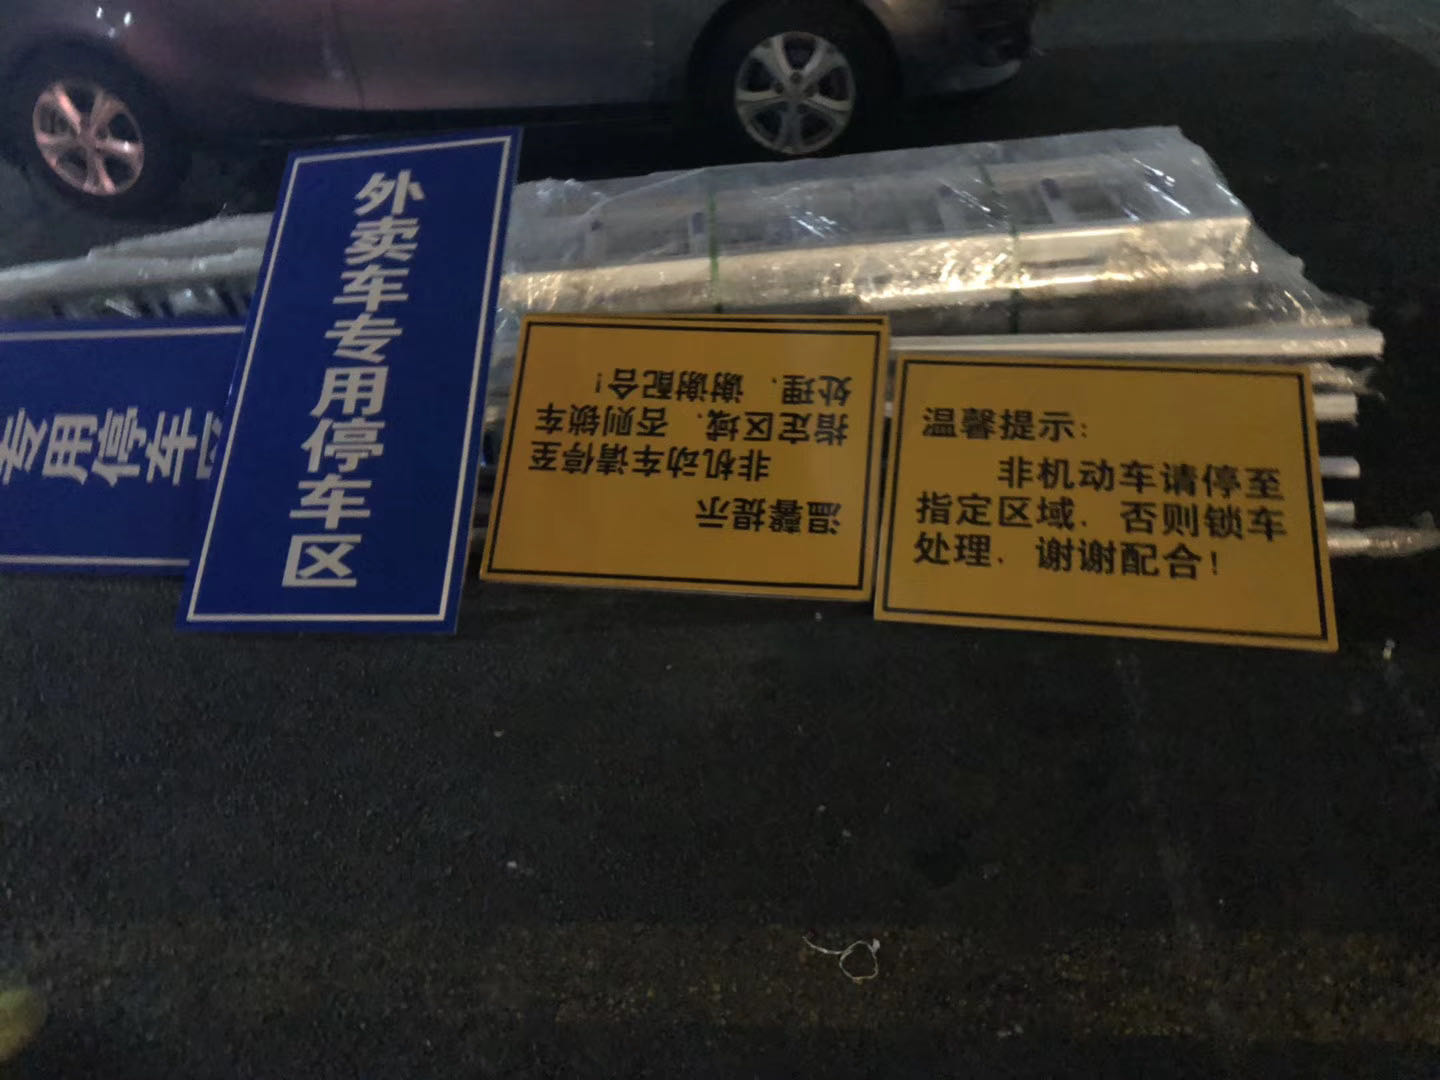 专用停车区
外卖车专用停车区
温馨提示
非机动车请停至
指定区域，否则锁车
处理，谢谢配合！
温馨提示：
非机动车请停至
指定区域，否则锁车
处理，谢谢配合！